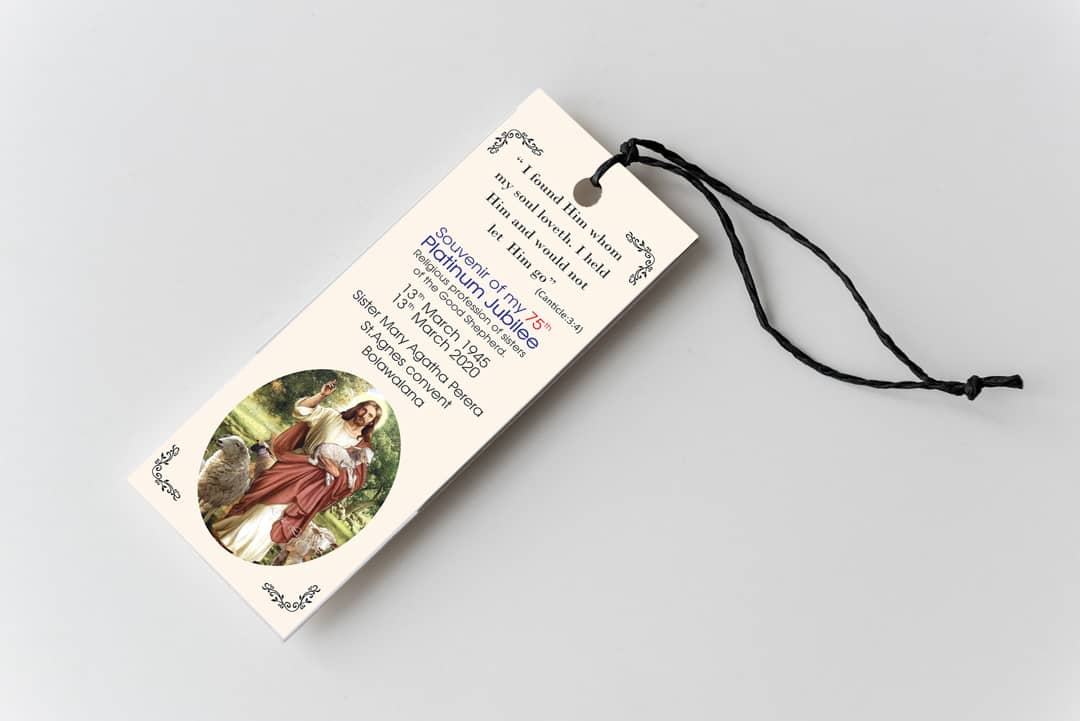 “ I found Him whom
my soul loveth. I held
Him and would not
let Him go”
(Canticle:3:4)
Souvenir of my 75th
Platinum Jubilee
Religious profession of sisters
of the Good Shepherd.
13th March 1945
13th March 2020
Sister Mary Agatha Perera
St.Agnes convent
Bolawalana